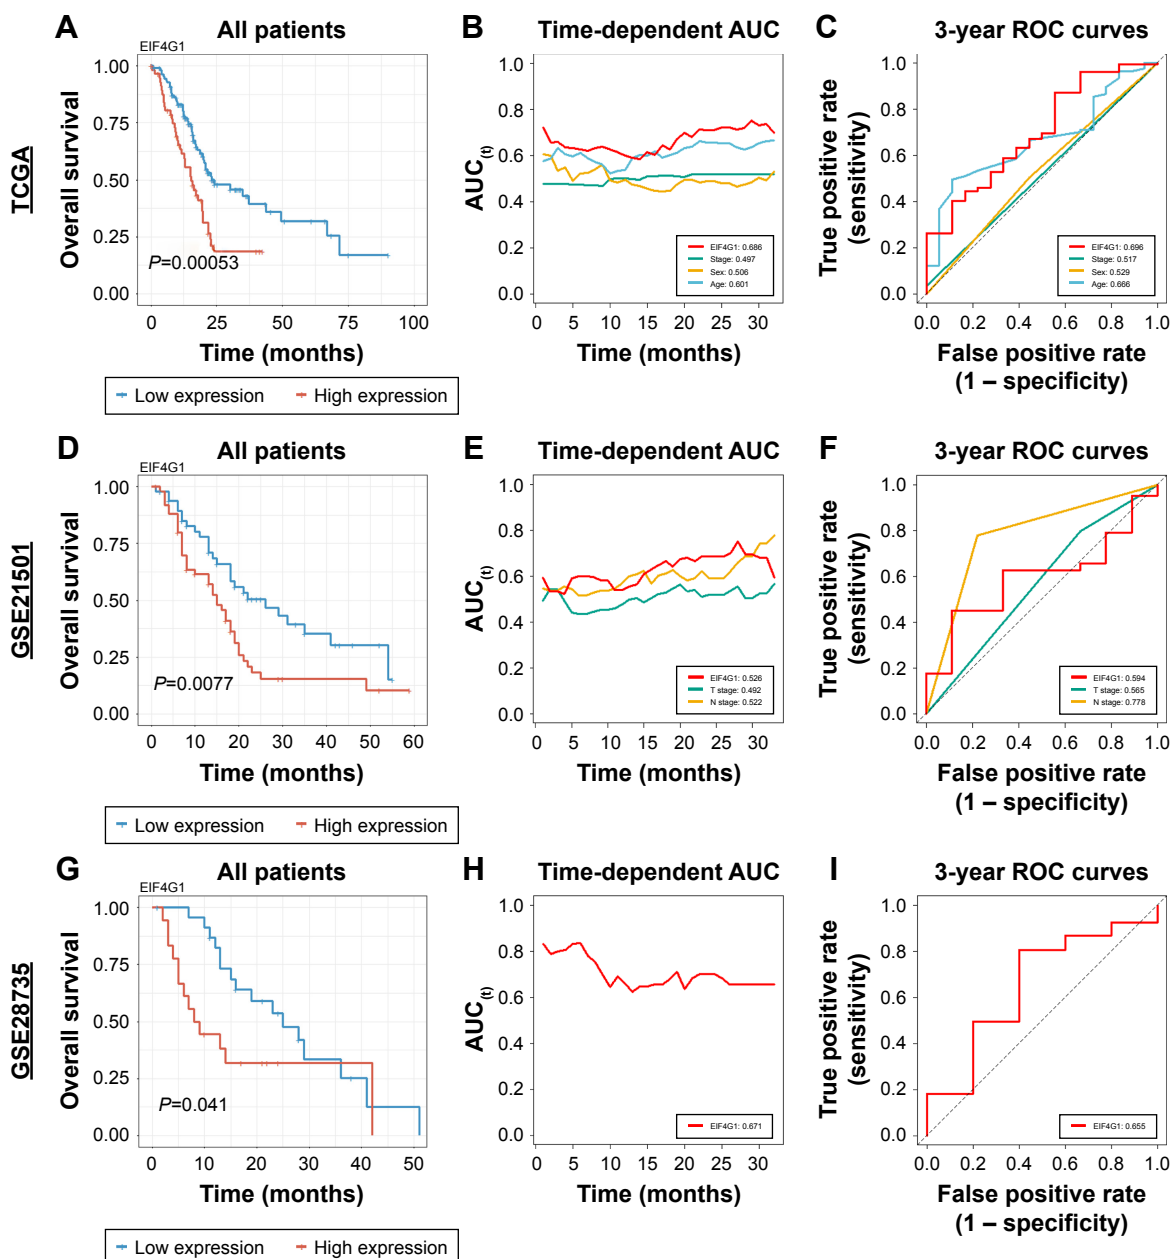 A
All patients
EIF4G1
TCGA
Overall survival
1.00
0.75
0.50
0.25
0.00
P=0.00053
0
25
50
75
100
Time (months)
Low expression
High expression
B
Time-dependent AUC
AUC(t)
1.0
0.8
0.6
0.4
0.2
0.0
EIF4G1: 0.686
Stage: 0.497
Sex: 0.506
Age: 0.601
0 5 10 15 20 25 30
Time (months)
C
3-year ROC curves
True positive rate
(sensitivity)
1.0
0.8
0.6
0.4
0.2
0.0
EIF4G1: 0.696
Stage: 0.517
Sex: 0.529
Age: 0.666
0.0 0.2 0.4 0.6 0.8 1.0
False positive rate
(1 – specificity)
D
All patients
EIF4G1
GSE21501
Overall survival
1.00
0.75
0.50
0.25
0.00
P=0.0077
0 10 20 30 40 50 60
Time (months)
Low expression
High expression
E
Time-dependent AUC
AUC(t)
1.0
0.8
0.6
0.4
0.2
0.0
EIF4G1: 0.526
T stage: 0.492
N stage: 0.522
0 5 10 15 20 25 30
Time (months)
F
3-year ROC curves
True positive rate
(sensitivity)
1.0
0.8
0.6
0.4
0.2
0.0
EIF4G1: 0.594
T stage: 0.565
N stage: 0.778
0.0 0.2 0.4 0.6 0.8 1.0
False positive rate
(1 – specificity)
G
All patients
EIF4G1
GSE28735
Overall survival
1.00
0.75
0.50
0.25
0.00
P=0.041
0 10 20 30 40 50
Time (months)
Low expression
High expression
H
Time-dependent AUC
AUC(t)
1.0
0.8
0.6
0.4
0.2
0.0
EIF4G1: 0.671
0 5 10 15 20 25 30
Time (months)
I
3-year ROC curves
True positive rate
(sensitivity)
1.0
0.8
0.6
0.4
0.2
0.0
EIF4G1: 0.655
0.0 0.2 0.4 0.6 0.8 1.0
False positive rate
(1 – specificity)